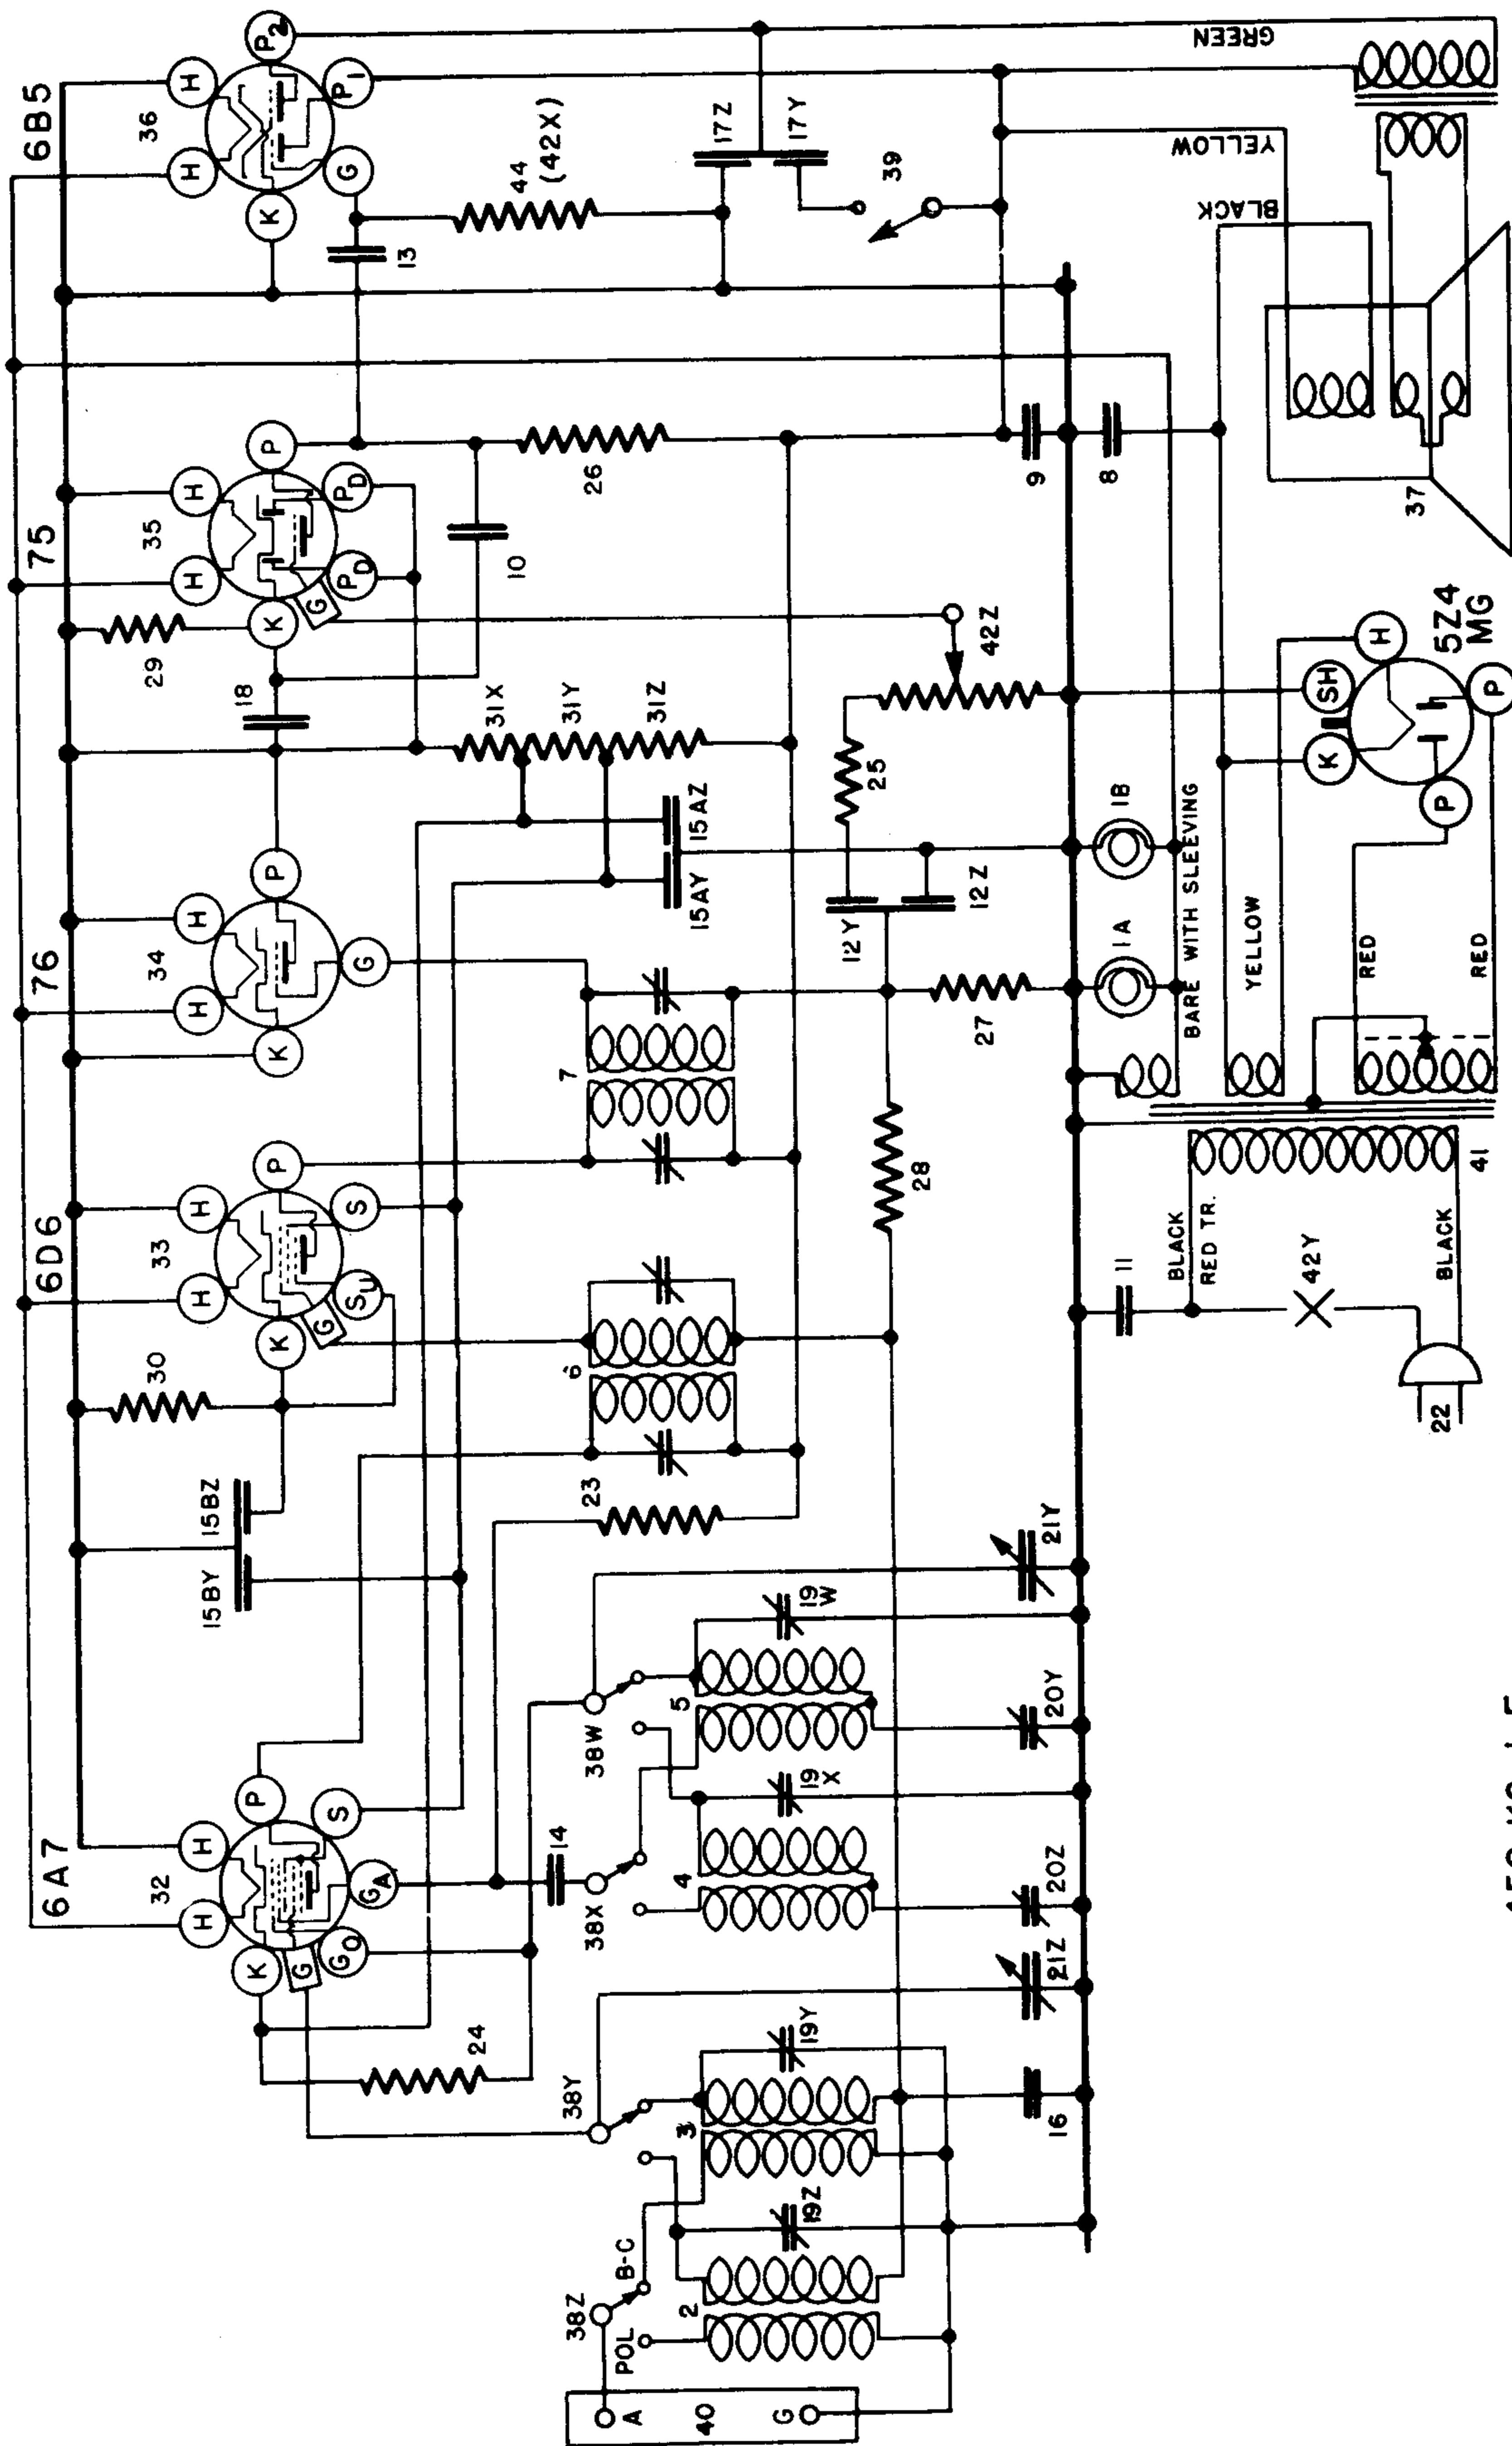 6A7
6D6
76
75
6B5
32
33
34
35
36
H
H
H
H
H
H
H
H
H
H
K
G
GO
GA
S
P
K
G
SU
S
P
K
G
P
K
G
PD
PD
P
K
G
P1
P2
15BY
15BZ
30
18
29
13
24
10
44
(42X)
31X
31Y
31Z
26
38Z
POL
B-C
38Y
38X
14
38W
23
6
7
15AY
15AZ
17Z
17Y
A
40
G
2
3
4
5
19Z
19Y
19X
19W
28
12Y
12Z
25
42Z
39
27
16
21Z
20Z
20Y
21Y
9
8
11
1A
1B
BARE WITH SLEEVING
BLACK
RED TR.
42Y
BLACK
22
41
YELLOW
RED
RED
K
SH
H
P
P
5Z4
MG
37
BLACK
YELLOW
GREEN